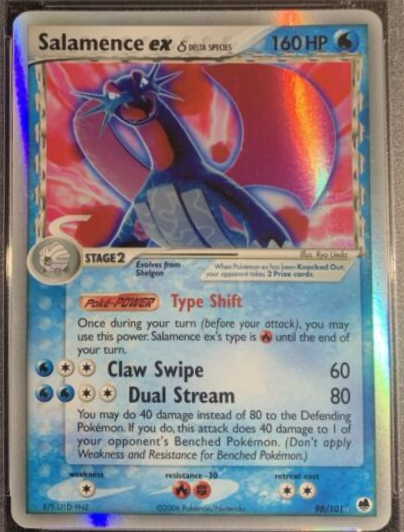 Salamence ex δ DELTA SPECIES 160 HP
Illus. Ryo Ueda
STAGE 2 Evolves from Shelgon
When Pokémon ex has been Knocked Out, your opponent takes 2 Prize cards.
Poké-POWER Type Shift
Once during your turn (before your attack), you may
use this power. Salamence ex's type is until the end of
your turn.
Claw Swipe 60
Dual Stream 80
You may do 40 damage instead of 80 to the Defending
Pokémon. If you do, this attack does 40 damage to 1 of
your opponent's Benched Pokémon. (Don't apply
Weakness and Resistance for Benched Pokémon.)
weakness resistance -30 retreat cost
©2006 Pokémon/Nintendo 98/101